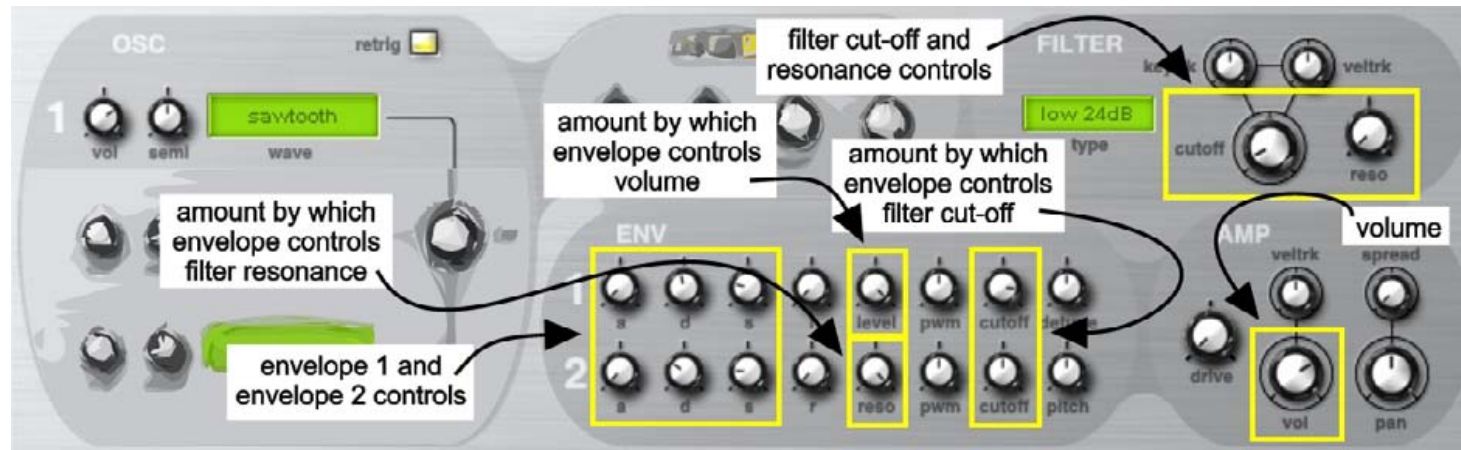 OSC
retrig
1
sawtooth
vol
semi
wave
filter cut-off and
resonance controls
FILTER
veltrk
low 24dB
type
cutoff
reso
amount by which
envelope controls
volume
amount by which
envelope controls
filter cut-off
amount by which
envelope controls
filter resonance
envelope 1 and
envelope 2 controls
ENV
1
a d s r level pwm cutoff detune
2
a d s r reso pwm cutoff pitch
volume
AMP
veltrk
spread
drive
vol
pan